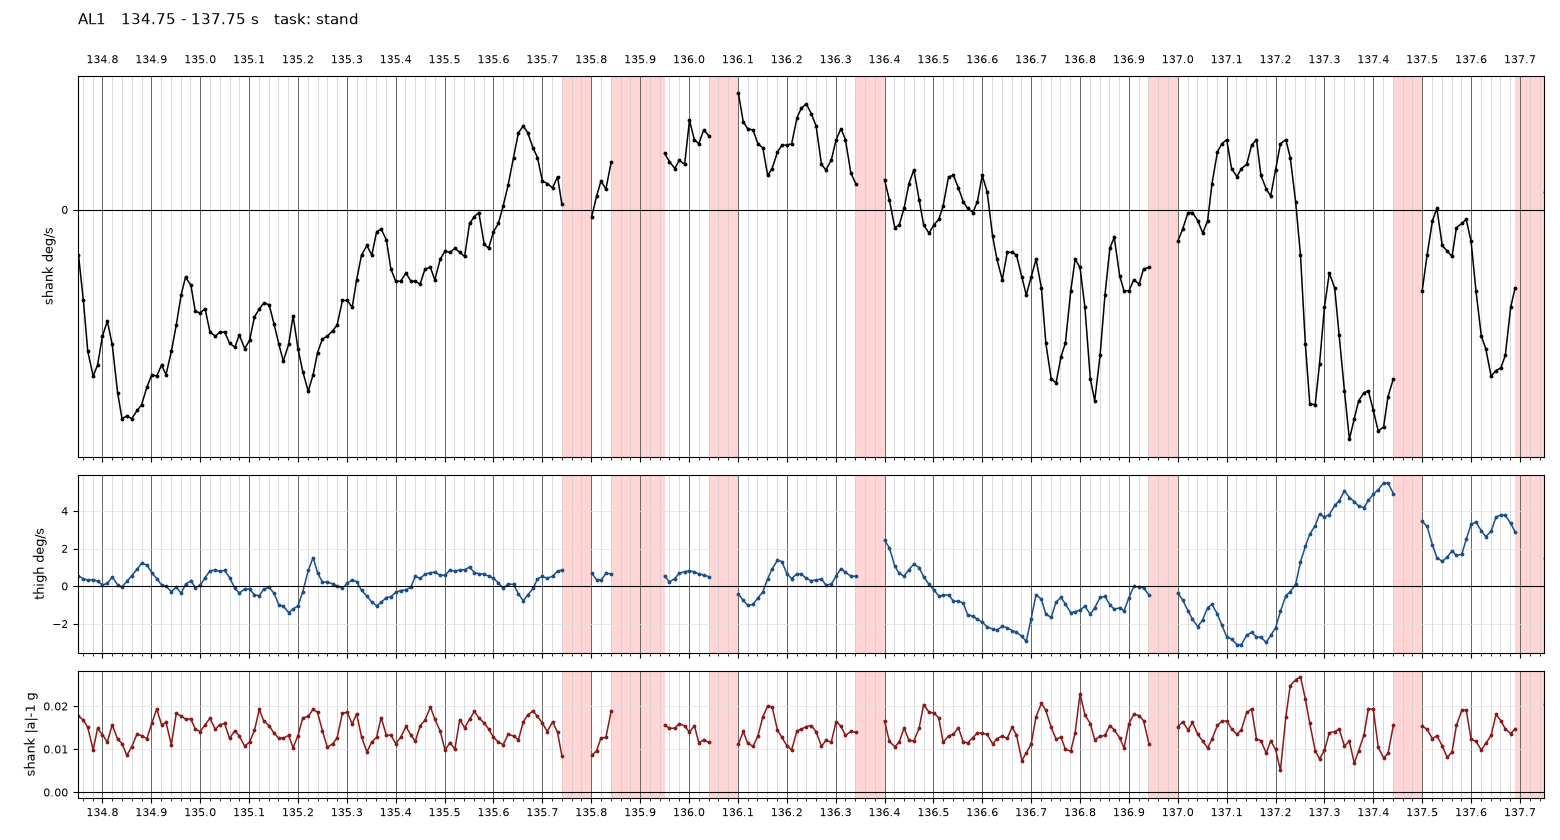 AL1   134.75 - 137.75 s   task: stand
134.8 134.9 135.0 135.1 135.2 135.3 135.4 135.5 135.6 135.7 135.8 135.9 136.0 136.1 136.2 136.3 136.4 136.5 136.6 136.7 136.8 136.9 137.0 137.1 137.2 137.3 137.4 137.5 137.6 137.7
0
shank deg/s
4
2
0
−2
thigh deg/s
0.02
0.01
0.00
shank |a|-1 g
134.8 134.9 135.0 135.1 135.2 135.3 135.4 135.5 135.6 135.7 135.8 135.9 136.0 136.1 136.2 136.3 136.4 136.5 136.6 136.7 136.8 136.9 137.0 137.1 137.2 137.3 137.4 137.5 137.6 137.7